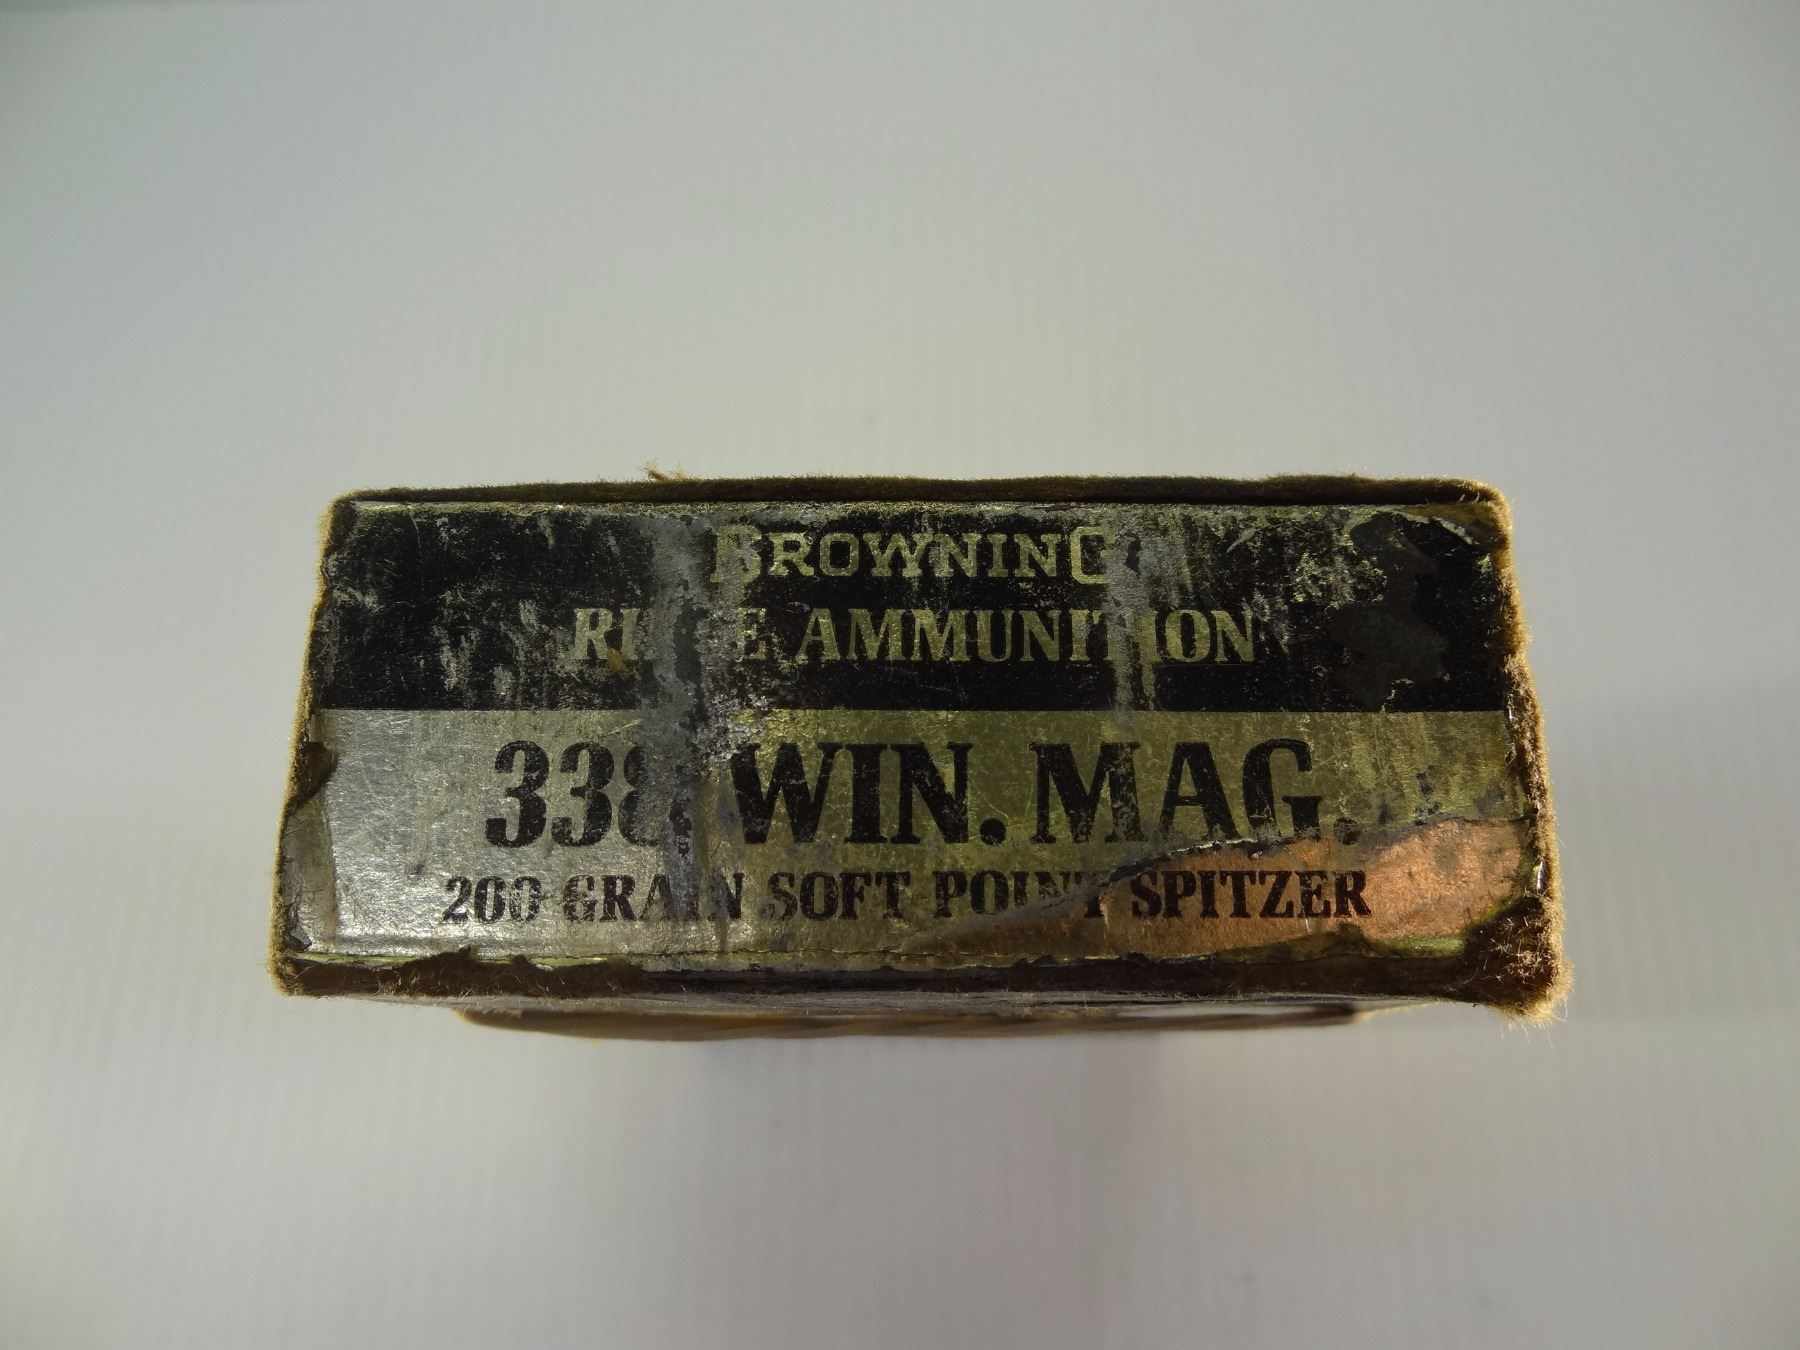 BROWNING
RIFLE AMMUNITION
338 WIN. MAG.
200 GRAIN SOFT POINT SPITZER